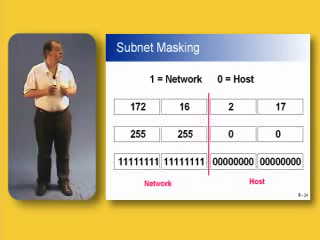 Subnet Masking
1 = Network 0 = Host
172 16 2 17
255 255 0 0
11111111 11111111 00000000 00000000
Network Host